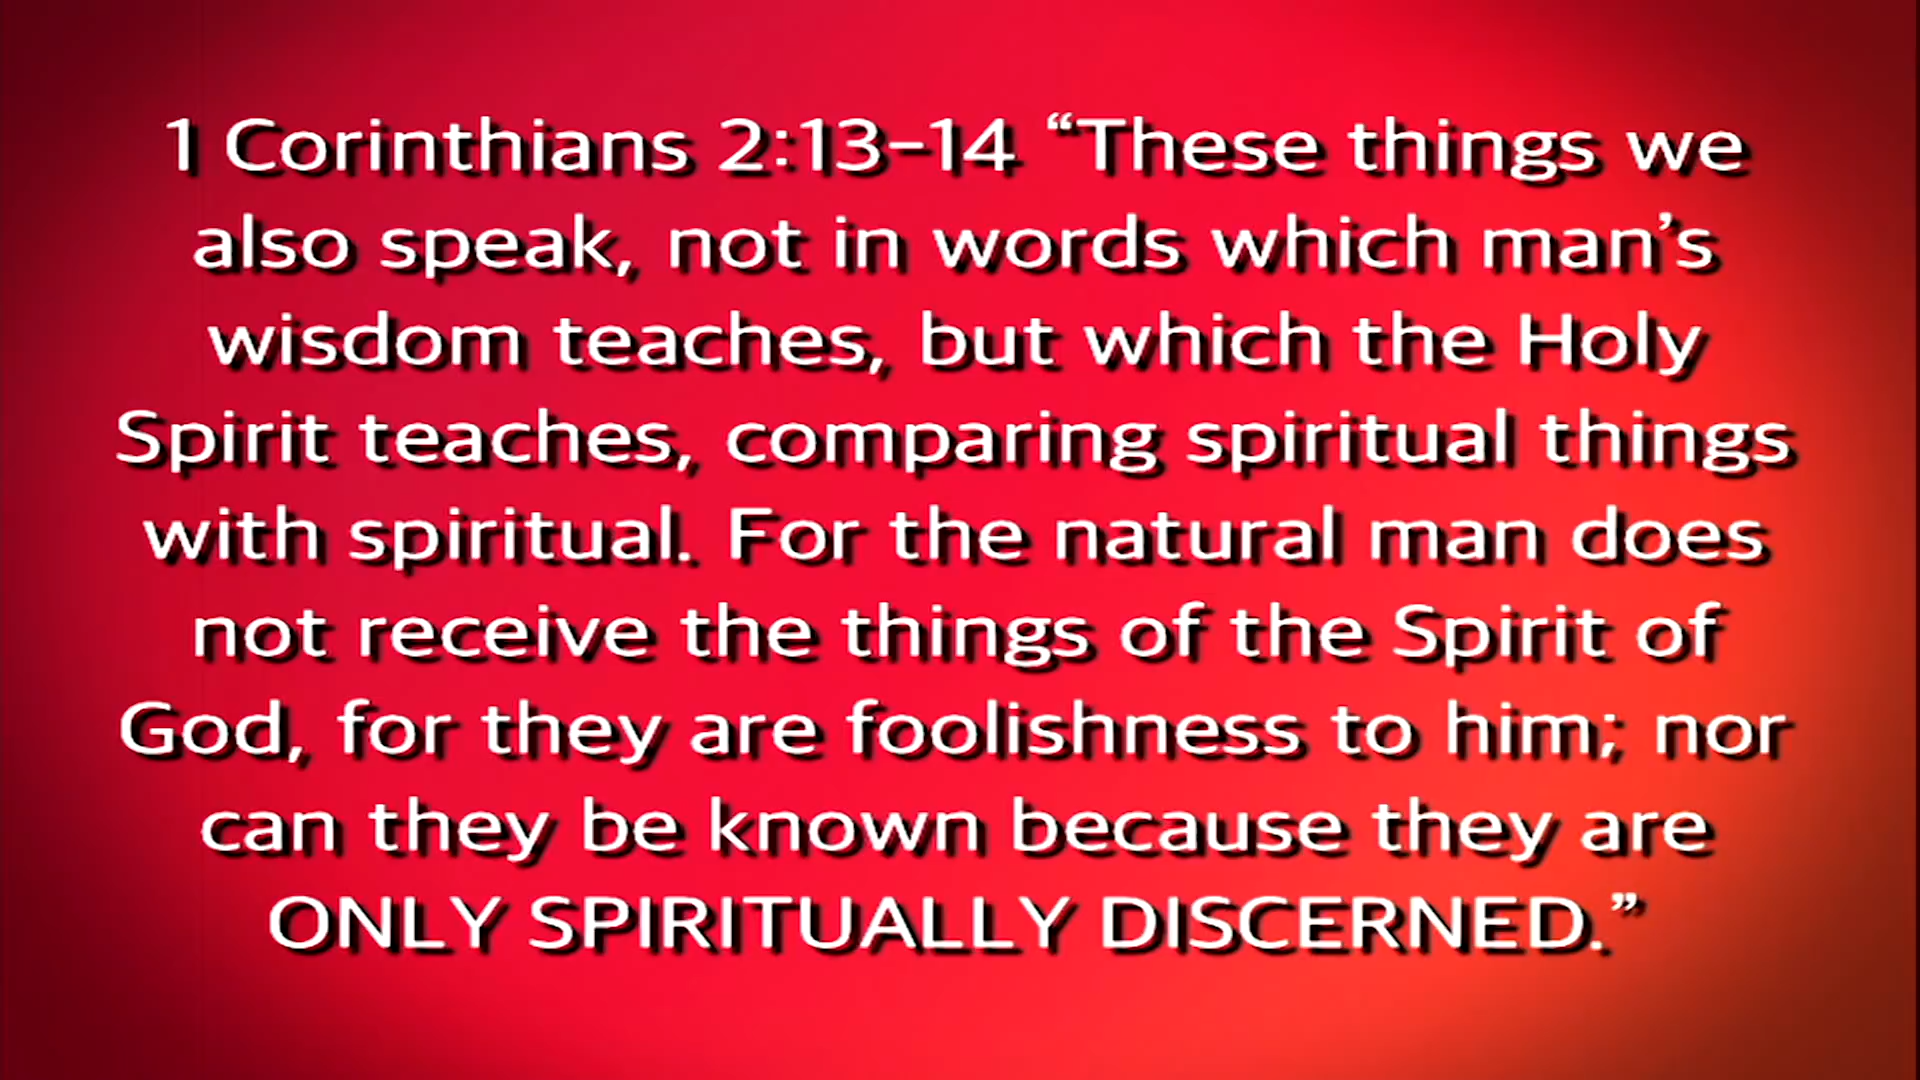 1 Corinthians 2:13-14 “These things we
also speak, not in words which man’s
wisdom teaches, but which the Holy
Spirit teaches, comparing spiritual things
with spiritual. For the natural man does
not receive the things of the Spirit of
God, for they are foolishness to him; nor
can they be known because they are
ONLY SPIRITUALLY DISCERNED.”